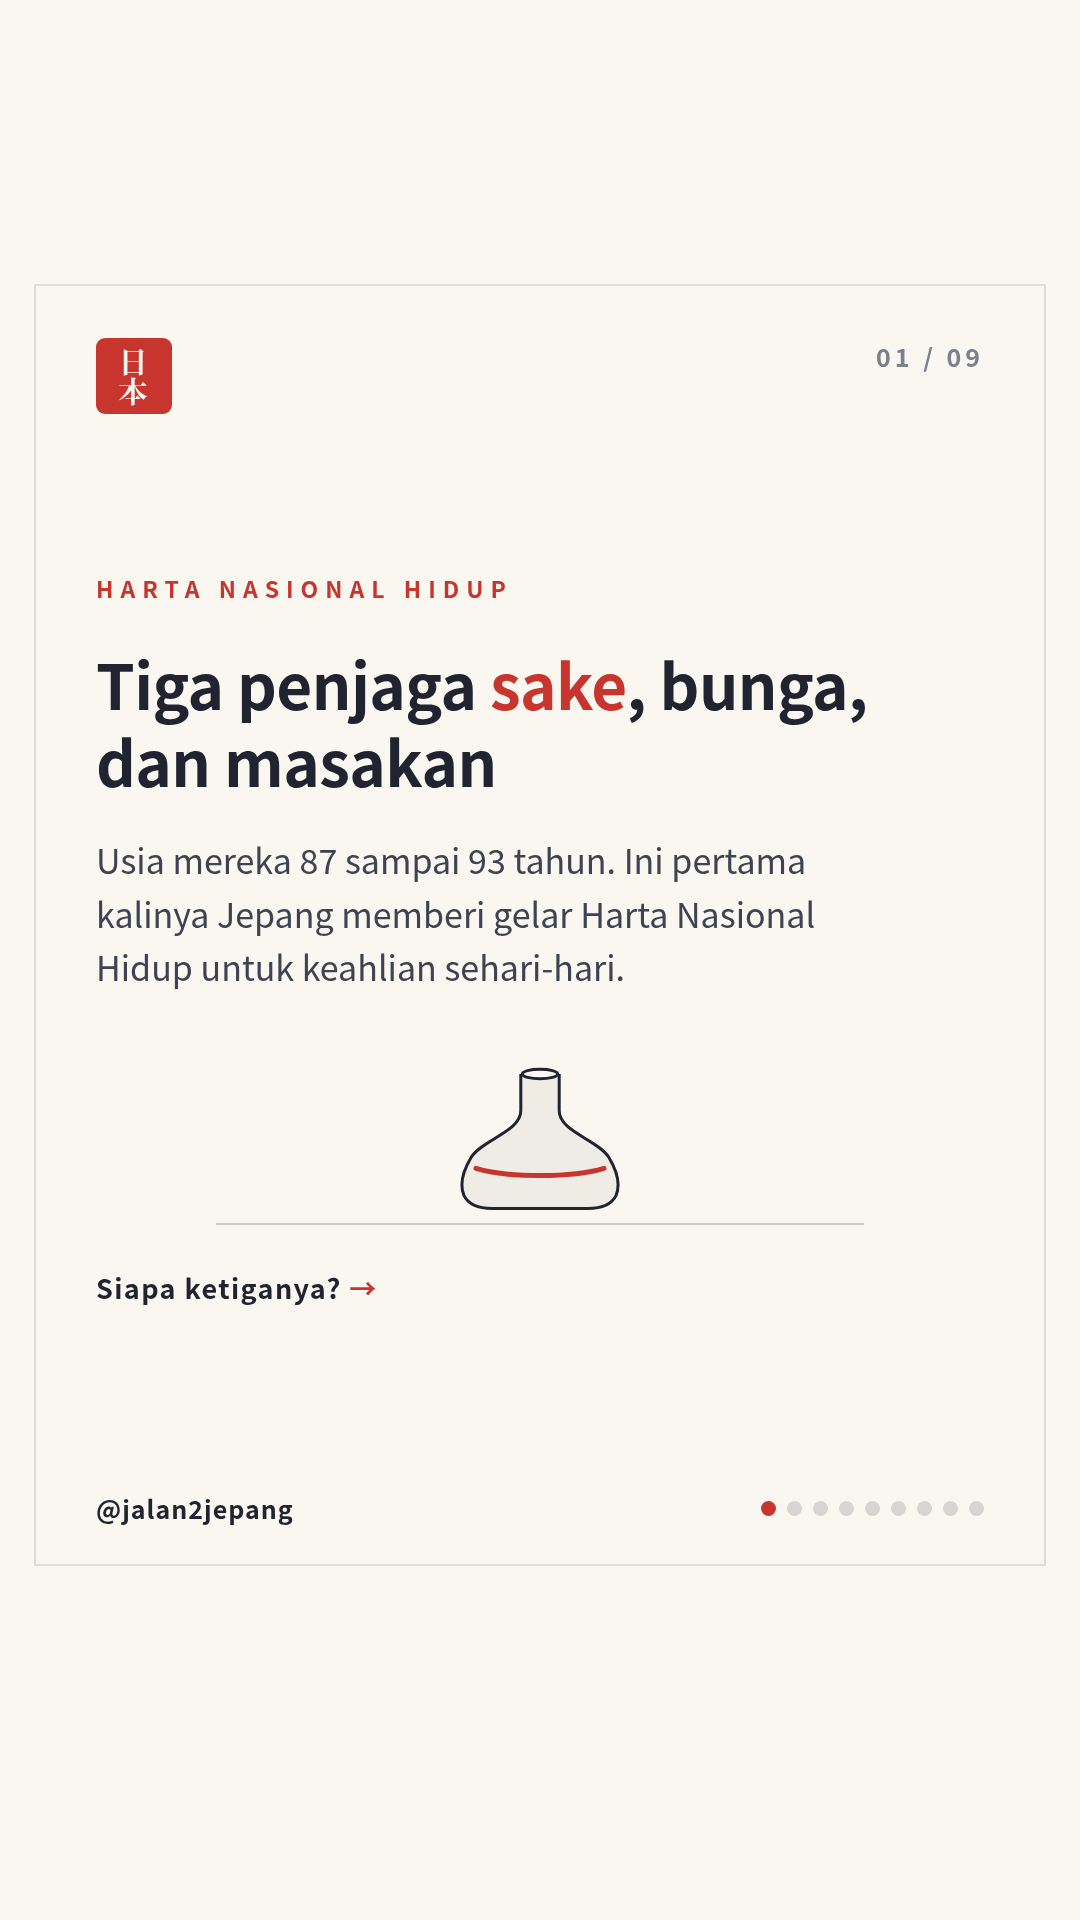 日
本
01 / 09
HARTA NASIONAL HIDUP
Tiga penjaga sake, bunga,
dan masakan
Usia mereka 87 sampai 93 tahun. Ini pertama
kalinya Jepang memberi gelar Harta Nasional
Hidup untuk keahlian sehari-hari.
Siapa ketiganya? →
@jalan2jepang